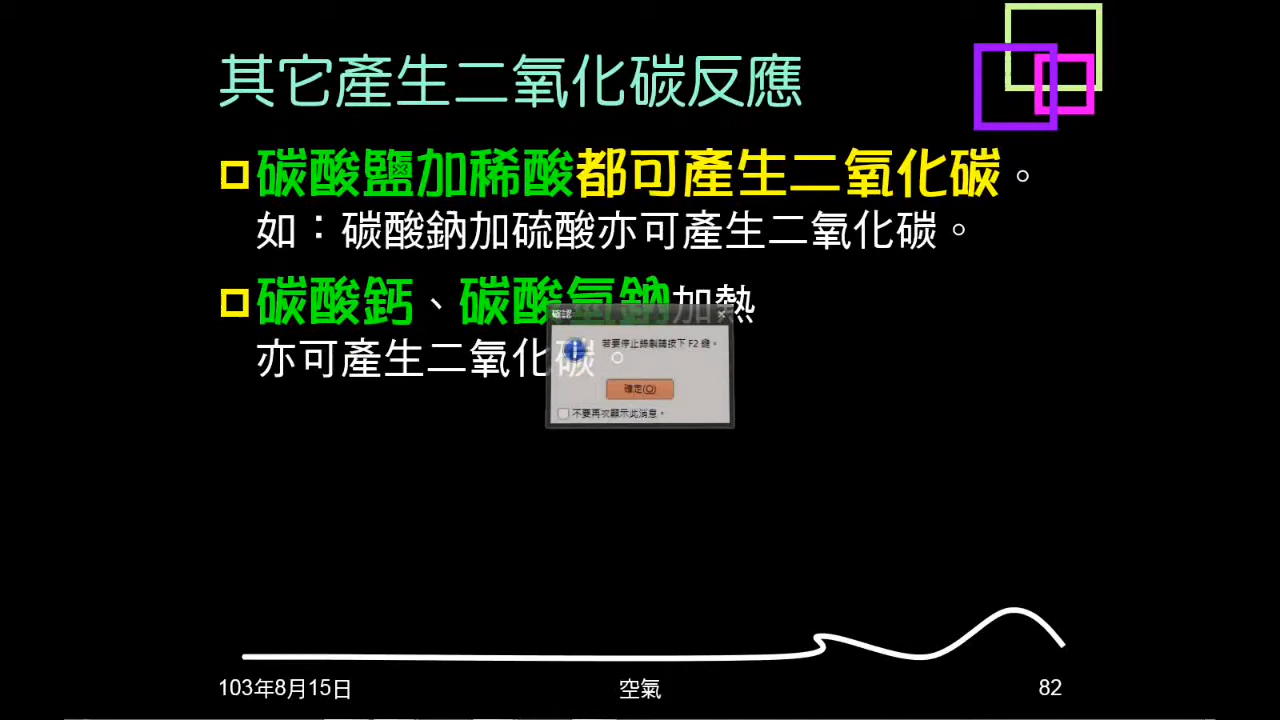 其它產生二氧化碳反應
碳酸鹽加稀酸都可產生二氧化碳。
如：碳酸鈉加硫酸亦可產生二氧化碳。
碳酸鈣、碳酸氫鈉加熱
亦可產生二氧化碳。
確認
若要停止錄製請按下 F2 鍵。
確定(O)
不要再次顯示此消息。
103年8月15日
空氣
82